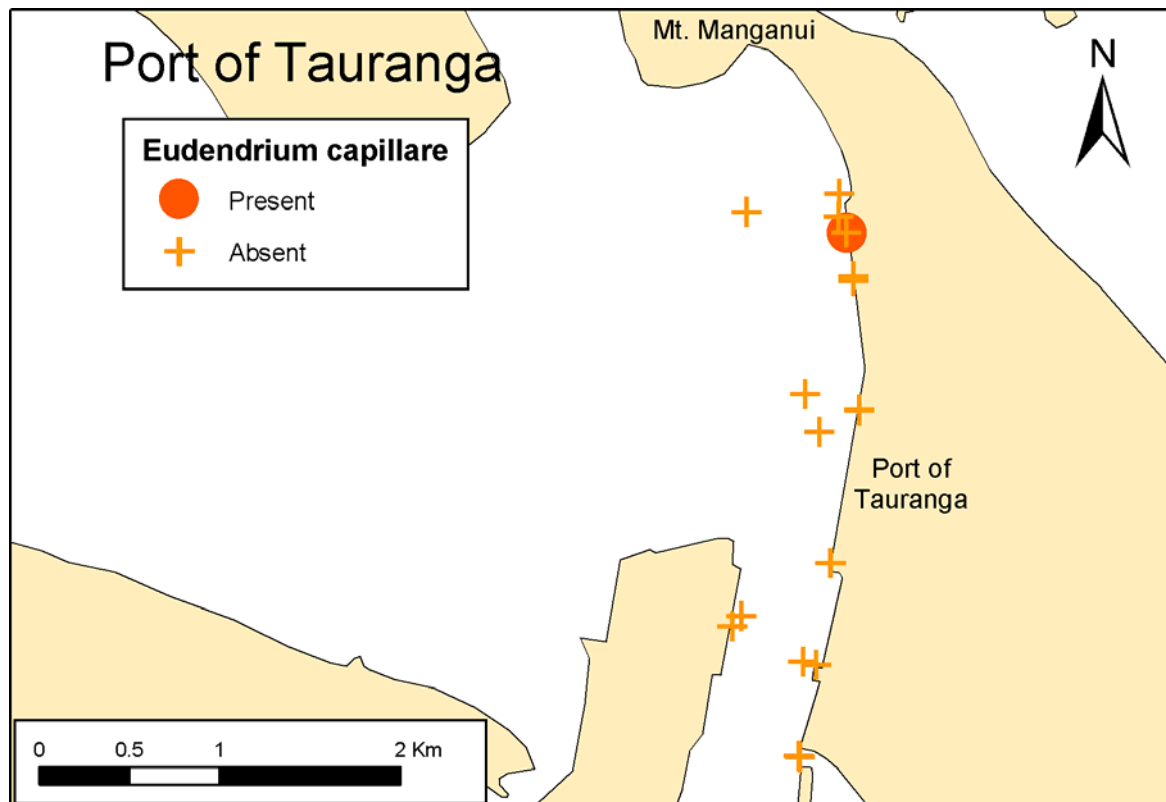 Mt. Manganui
Port of Tauranga
N
Eudendrium capillare
Present
Absent
Port of
Tauranga
0 0.5 1 2 Km